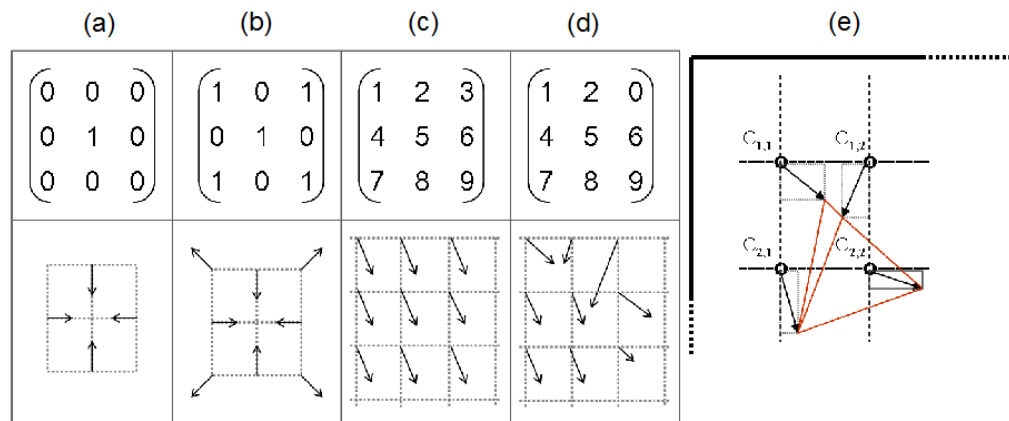 (a) (b) (c) (d) (e)
0 0 0 1 0 1 1 2 3 1 2 0
0 1 0 0 1 0 4 5 6 4 5 6
0 0 0 1 0 1 7 8 9 7 8 9
C1,1 C1,2
C2,1 C2,2